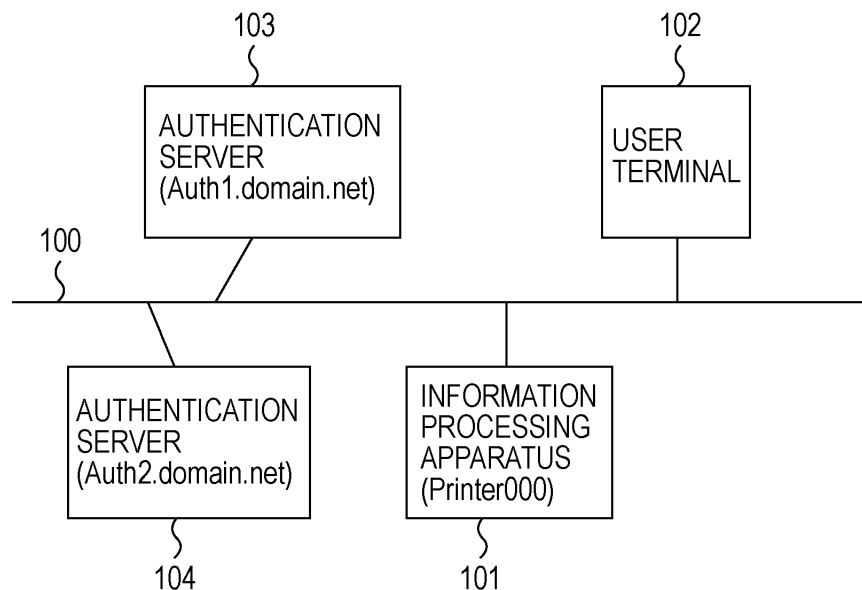 103
102
AUTHENTICATION
SERVER
(Auth1.domain.net)
USER
TERMINAL
100
AUTHENTICATION
SERVER
(Auth2.domain.net)
INFORMATION
PROCESSING
APPARATUS
(Printer000)
104
101